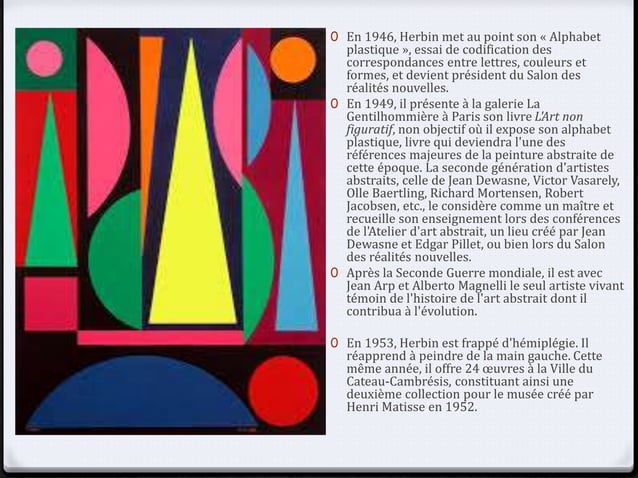 O En 1946, Herbin met au point son « Alphabet
plastique », essai de codification des
correspondances entre lettres, couleurs et
formes, et devient président du Salon des
réalités nouvelles.
O En 1949, il présente à la galerie La
Gentilhommière à Paris son livre L'Art non
figuratif, non objectif où il expose son alphabet
plastique, livre qui deviendra l'une des
références majeures de la peinture abstraite de
cette époque. La seconde génération d'artistes
abstraits, celle de Jean Dewasne, Victor Vasarely,
Olle Baertling, Richard Mortensen, Robert
Jacobsen, etc., le considère comme un maître et
recueille son enseignement lors des conférences
de l'Atelier d'art abstrait, un lieu créé par Jean
Dewasne et Edgar Pillet, ou bien lors du Salon
des réalités nouvelles.
O Après la Seconde Guerre mondiale, il est avec
Jean Arp et Alberto Magnelli le seul artiste vivant
témoin de l'histoire de l'art abstrait dont il
contribua à l'évolution.
O En 1953, Herbin est frappé d'hémiplégie. Il
réapprend à peindre de la main gauche. Cette
même année, il offre 24 œuvres à la Ville du
Cateau-Cambrésis, constituant ainsi une
deuxième collection pour le musée créé par
Henri Matisse en 1952.